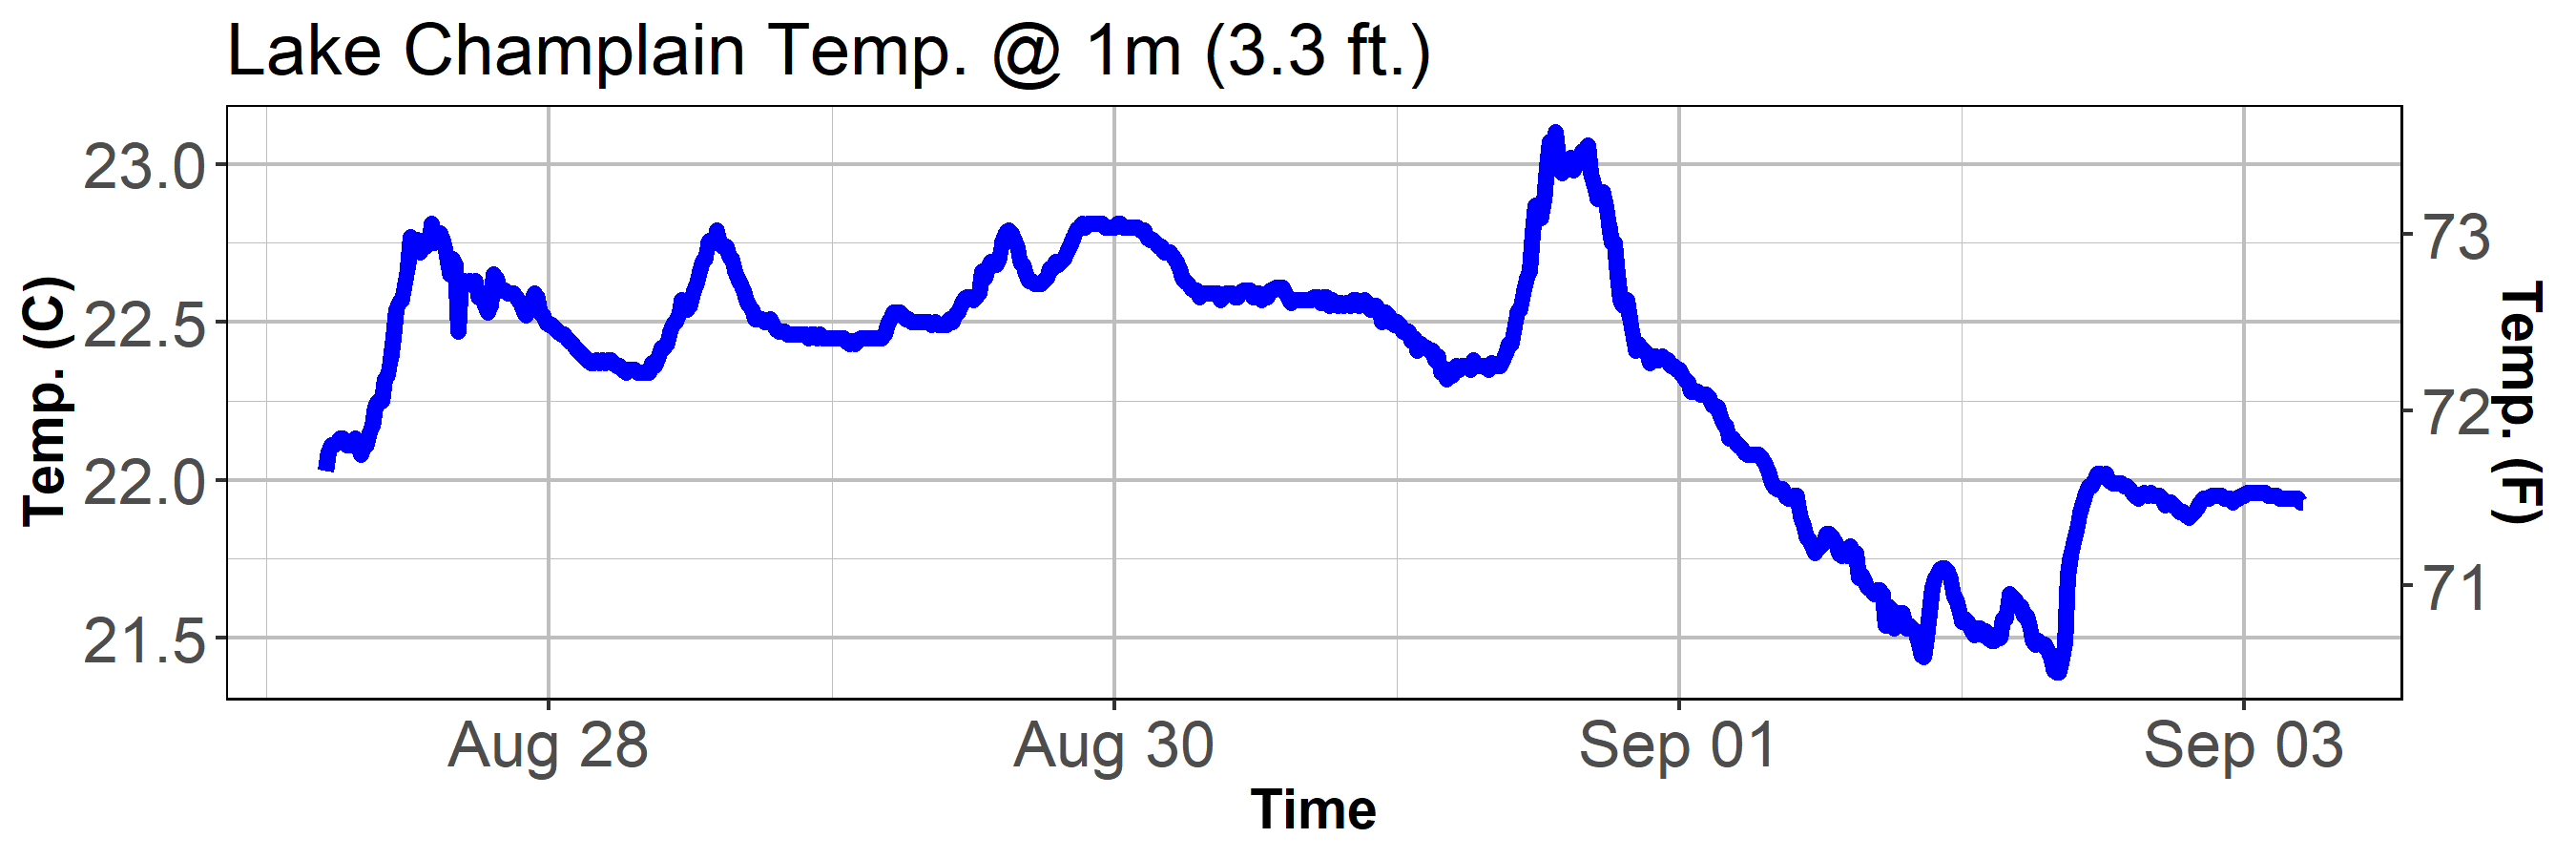 Lake Champlain Temp. @ 1m (3.3 ft.)
Temp. (C)
23.0
22.5
22.0
21.5
73
72
71
Temp. (F)
Aug 28 Aug 30 Sep 01 Sep 03
Time